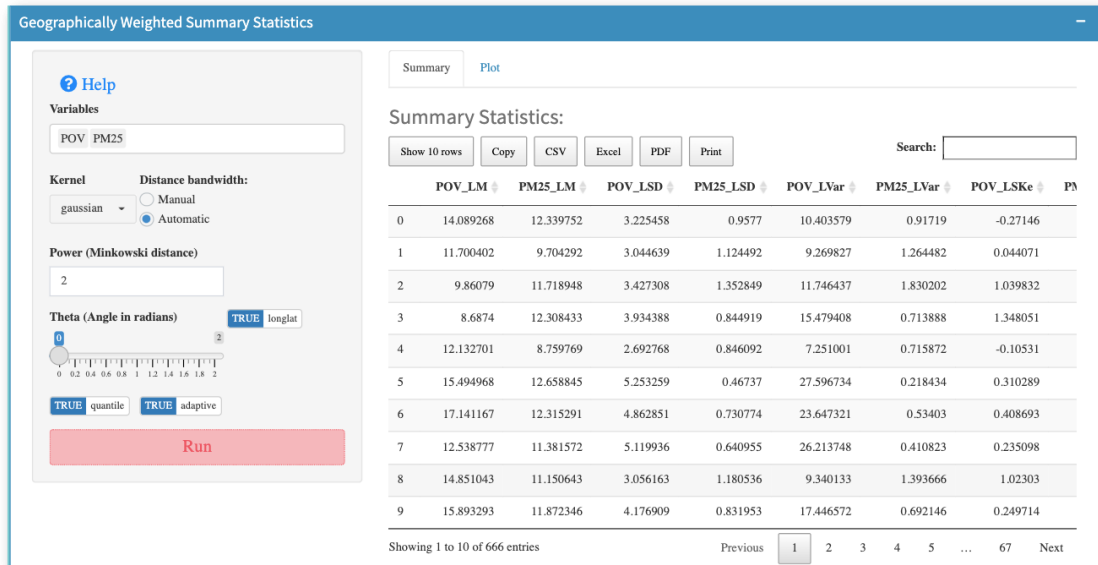 Geographically Weighted Summary Statistics
Help
Variables
POV PM25
Kernel Distance bandwidth:
gaussian Manual
Automatic
Power (Minkowski distance)
2
Theta (Angle in radians) TRUE longlat
0 2
0 0.2 0.4 0.6 0.8 1 1.2 1.4 1.6 1.8 2
TRUE quantile TRUE adaptive
Run
Summary Plot
Summary Statistics:
Show 10 rows Copy CSV Excel PDF Print Search:
POV_LM PM25_LM POV_LSD PM25_LSD POV_LVar PM25_LVar POV_LSKe PM
0 14.089268 12.339752 3.225458 0.9577 10.403579 0.91719 -0.27146
1 11.700402 9.704292 3.044639 1.124492 9.269827 1.264482 0.044071
2 9.86079 11.718948 3.427308 1.352849 11.746437 1.830202 1.039832
3 8.6874 12.308433 3.934388 0.844919 15.479408 0.713888 1.348051
4 12.132701 8.759769 2.692768 0.846092 7.251001 0.715872 -0.10531
5 15.494968 12.658845 5.253259 0.46737 27.596734 0.218434 0.310289
6 17.141167 12.315291 4.862851 0.730774 23.647321 0.53403 0.408693
7 12.538777 11.381572 5.119936 0.640955 26.213748 0.410823 0.235098
8 14.851043 11.150643 3.056163 1.180536 9.340133 1.393666 1.02303
9 15.893293 11.872346 4.176909 0.831953 17.446572 0.692146 0.249714
Showing 1 to 10 of 666 entries Previous 1 2 3 4 5 … 67 Next